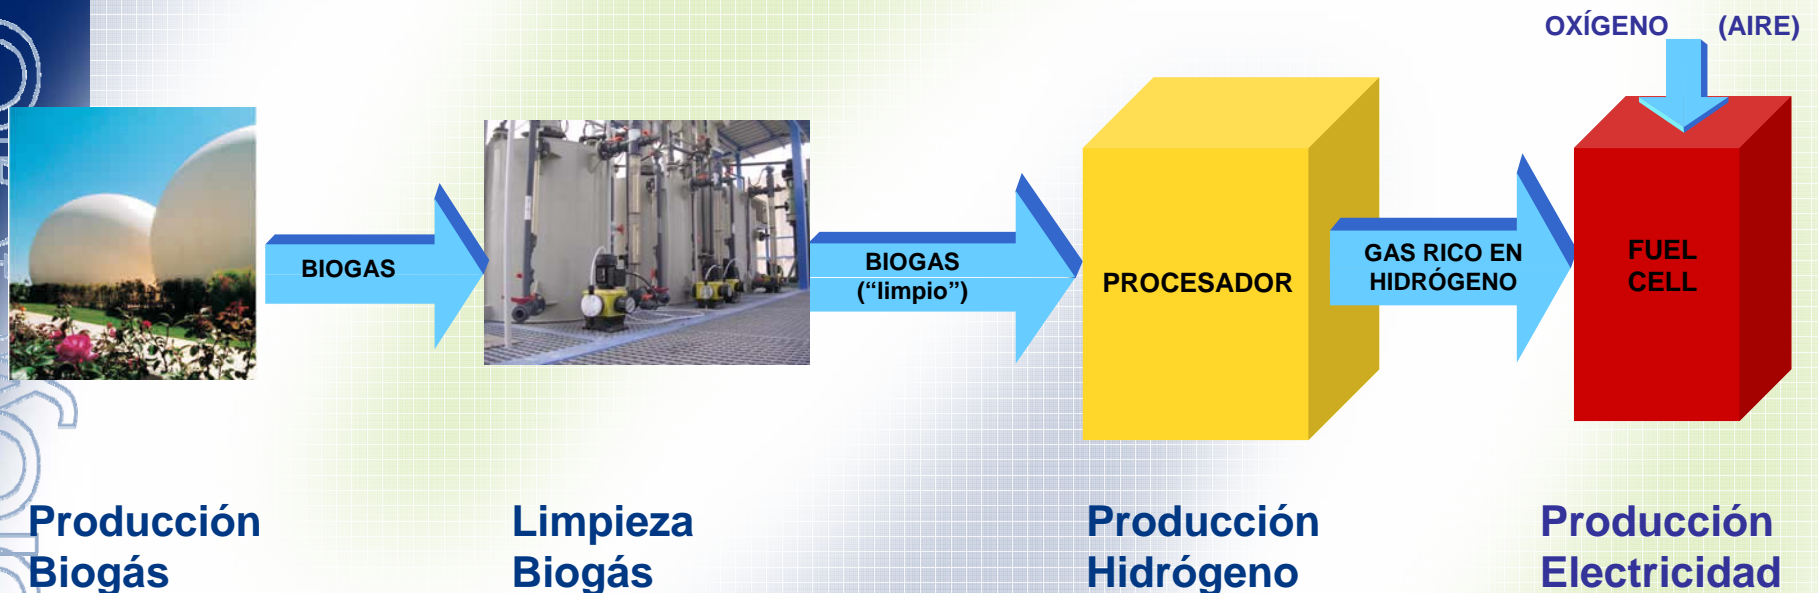 OXÍGENO (AIRE)
BIOGAS
BIOGAS
(“limpio”)
PROCESADOR
GAS RICO EN
HIDRÓGENO
FUEL
CELL
Producción
Biogás
Limpieza
Biogás
Producción
Hidrógeno
Producción
Electricidad